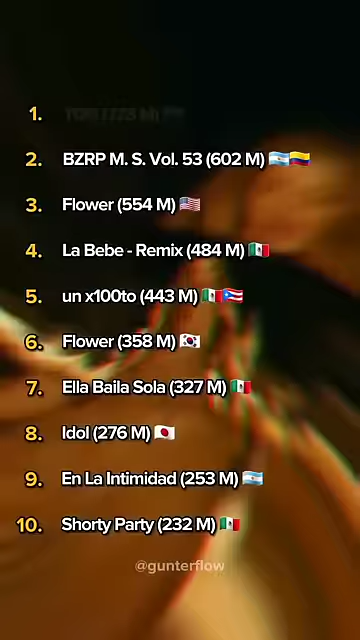 1.
2. BZRP M. S. Vol. 53 (602 M) 🇦🇷🇨🇴
3. Flower (554 M) 🇺🇸
4. La Bebe - Remix (484 M) 🇲🇽
5. un x100to (443 M) 🇲🇽🇵🇷
6. Flower (358 M) 🇰🇷
7. Ella Baila Sola (327 M) 🇲🇽
8. Idol (276 M) 🇯🇵
9. En La Intimidad (253 M) 🇦🇷
10. Shorty Party (232 M) 🇲🇽
@gunterflow